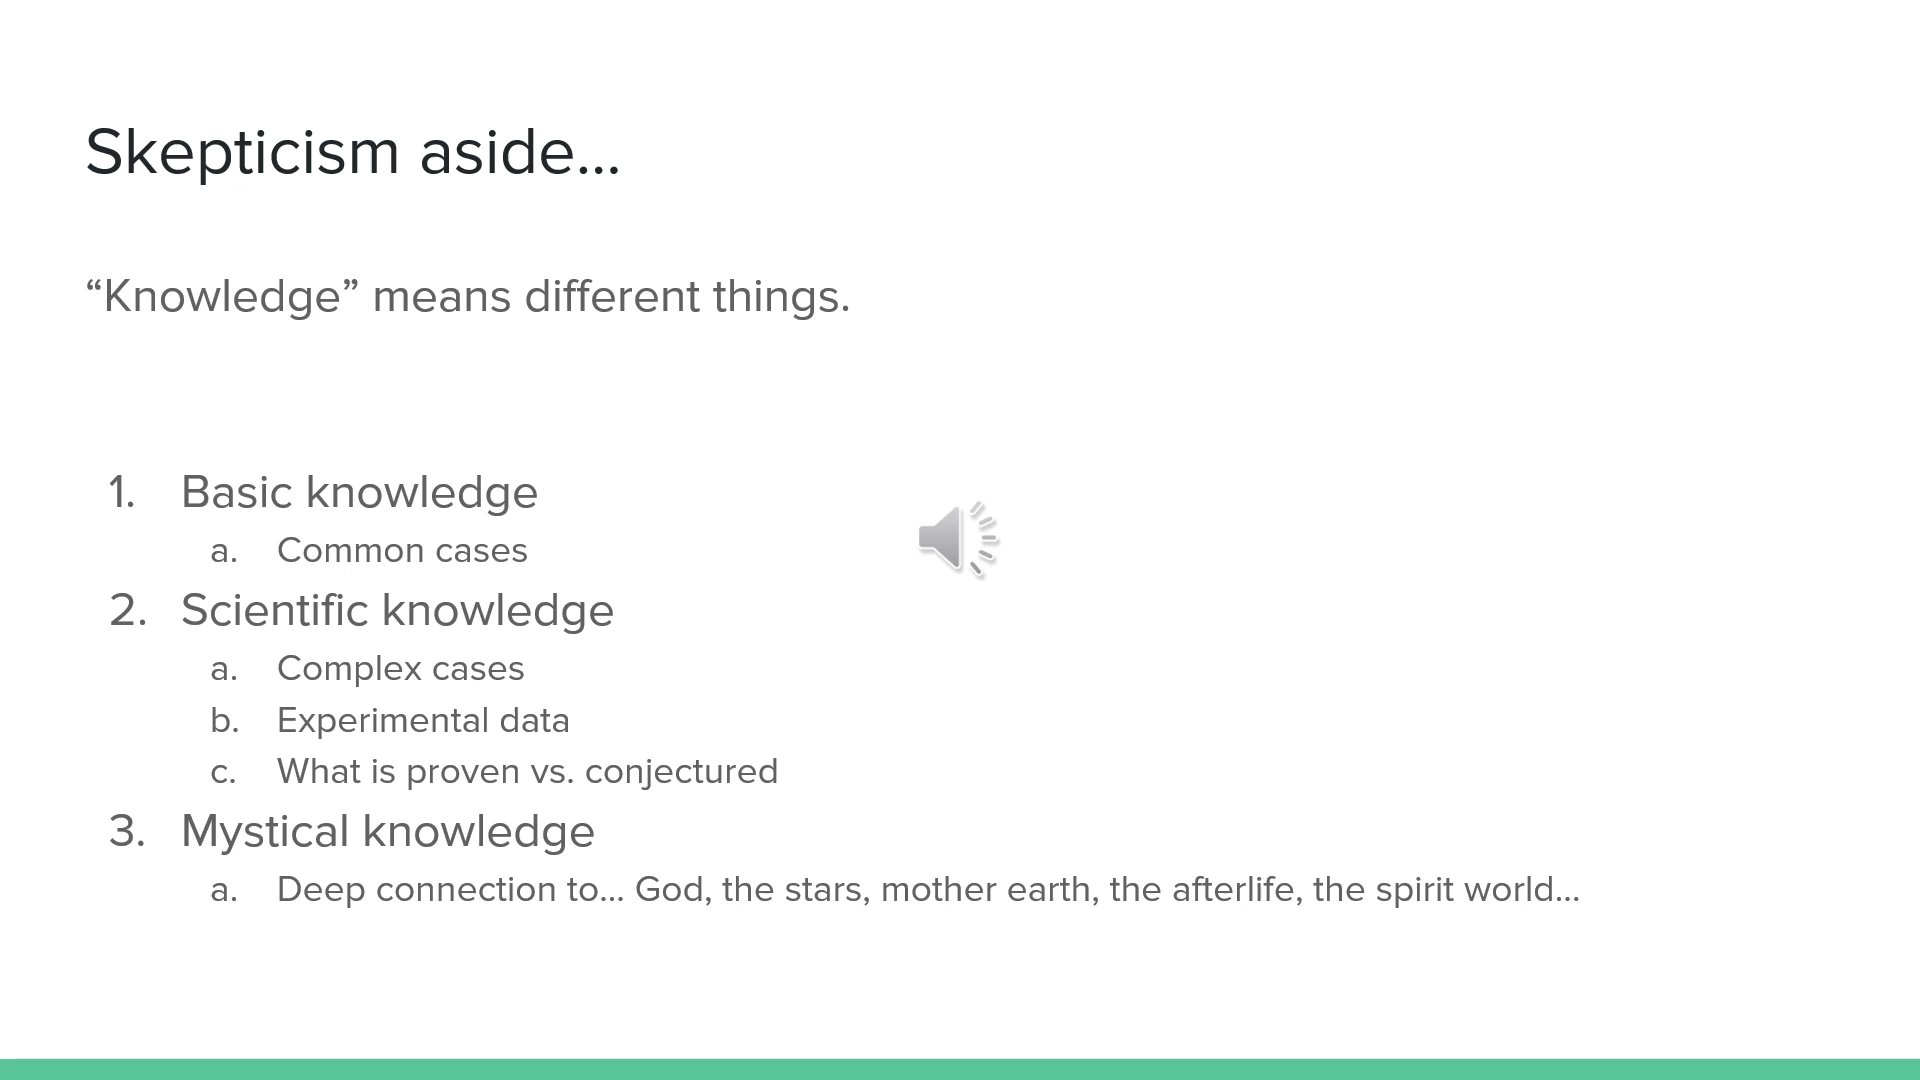 Skepticism aside...
“Knowledge” means different things.
1. Basic knowledge
a. Common cases
2. Scientific knowledge
a. Complex cases
b. Experimental data
c. What is proven vs. conjectured
3. Mystical knowledge
a. Deep connection to... God, the stars, mother earth, the afterlife, the spirit world...